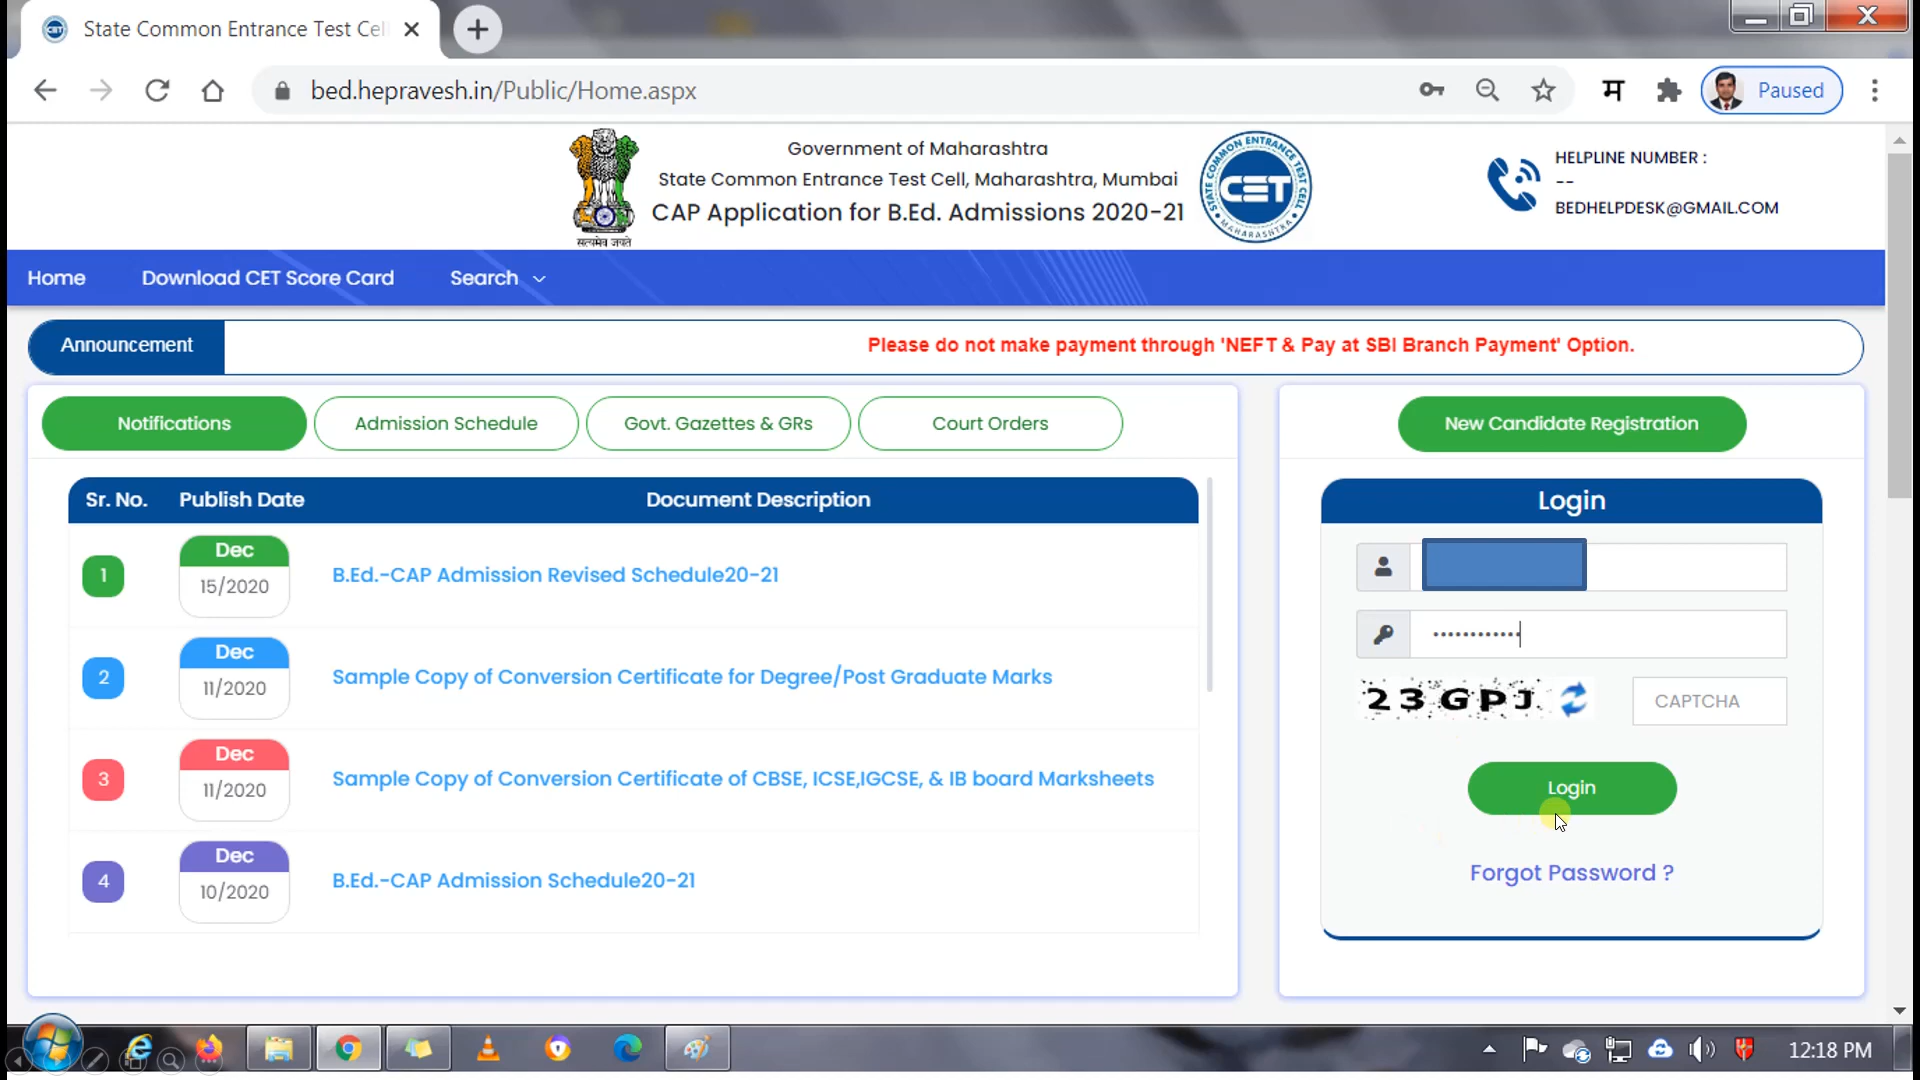 State Common Entrance Test Cel
bed.hepravesh.in/Public/Home.aspx
म
Paused
सत्यमेव जयते
Government of Maharashtra
State Common Entrance Test Cell, Maharashtra, Mumbai
CAP Application for B.Ed. Admissions 2020-21
STATE COMMON ENTRANCE TEST CELL
CET
MAHARASHTRA
HELPLINE NUMBER :
--
BEDHELPDESK@GMAIL.COM
Home
Download CET Score Card
Search
Announcement
Please do not make payment through 'NEFT & Pay at SBI Branch Payment' Option.
Notifications
Admission Schedule
Govt. Gazettes & GRs
Court Orders
Sr. No. Publish Date Document Description
1 Dec 15/2020 B.Ed.-CAP Admission Revised Schedule20-21
2 Dec 11/2020 Sample Copy of Conversion Certificate for Degree/Post Graduate Marks
3 Dec 11/2020 Sample Copy of Conversion Certificate of CBSE, ICSE,IGCSE, & IB board Marksheets
4 Dec 10/2020 B.Ed.-CAP Admission Schedule20-21
New Candidate Registration
Login
23GPJ
CAPTCHA
Login
Forgot Password ?
12:18 PM